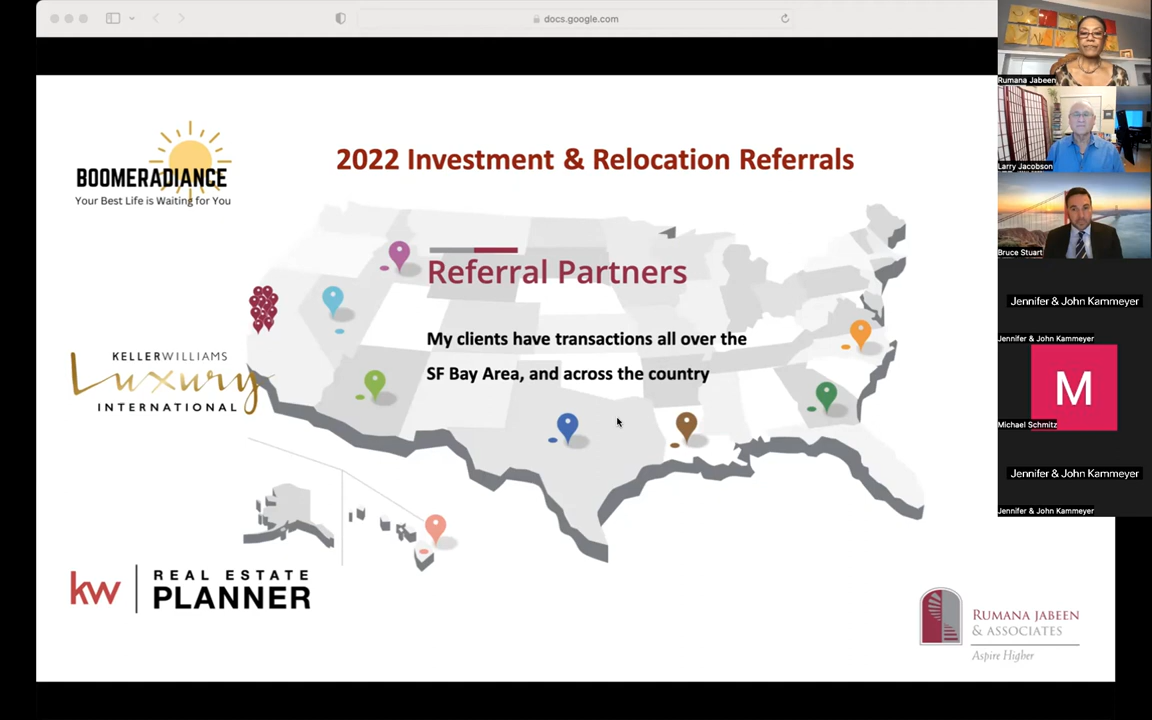 docs.google.com
BOOMERADIANCE
Your Best Life is Waiting for You
2022 Investment & Relocation Referrals
Referral Partners
My clients have transactions all over the
SF Bay Area, and across the country
KELLERWILLIAMS
Luxury
INTERNATIONAL
kw
REAL ESTATE
PLANNER
RUMANA JABEEN
& ASSOCIATES
Aspire Higher
Rumana Jabeen
Larry Jacobson
Bruce Stuart
Jennifer & John Kammeyer
Jennifer & John Kammeyer
M
Michael Schmitz
Jennifer & John Kammeyer
Jennifer & John Kammeyer